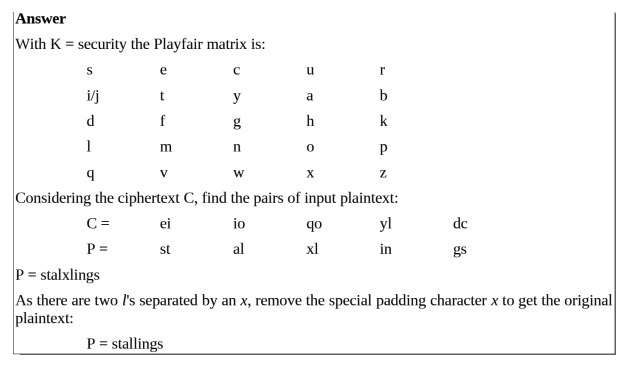 Answer
With K = security the Playfair matrix is:
s e c u r
i/j t y a b
d f g h k
l m n o p
q v w x z
Considering the ciphertext C, find the pairs of input plaintext:
C = ei io qo yl dc
P = st al xl in gs
P = stalxlings
As there are two l's separated by an x, remove the special padding character x to get the original
plaintext:
P = stallings